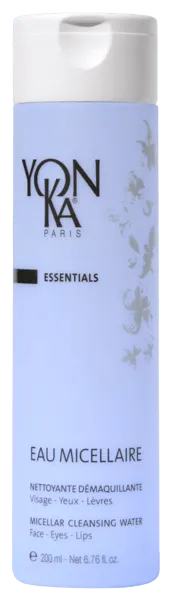 YON
KA®
PARIS
ESSENTIALS
EAU MICELLAIRE
NETTOYANTE DÉMAQUILLANTE
Visage - Yeux - Lèvres
MICELLAR CLEANSING WATER
Face - Eyes - Lips
℮ 200 ml - Net 6.76 fl. oz.